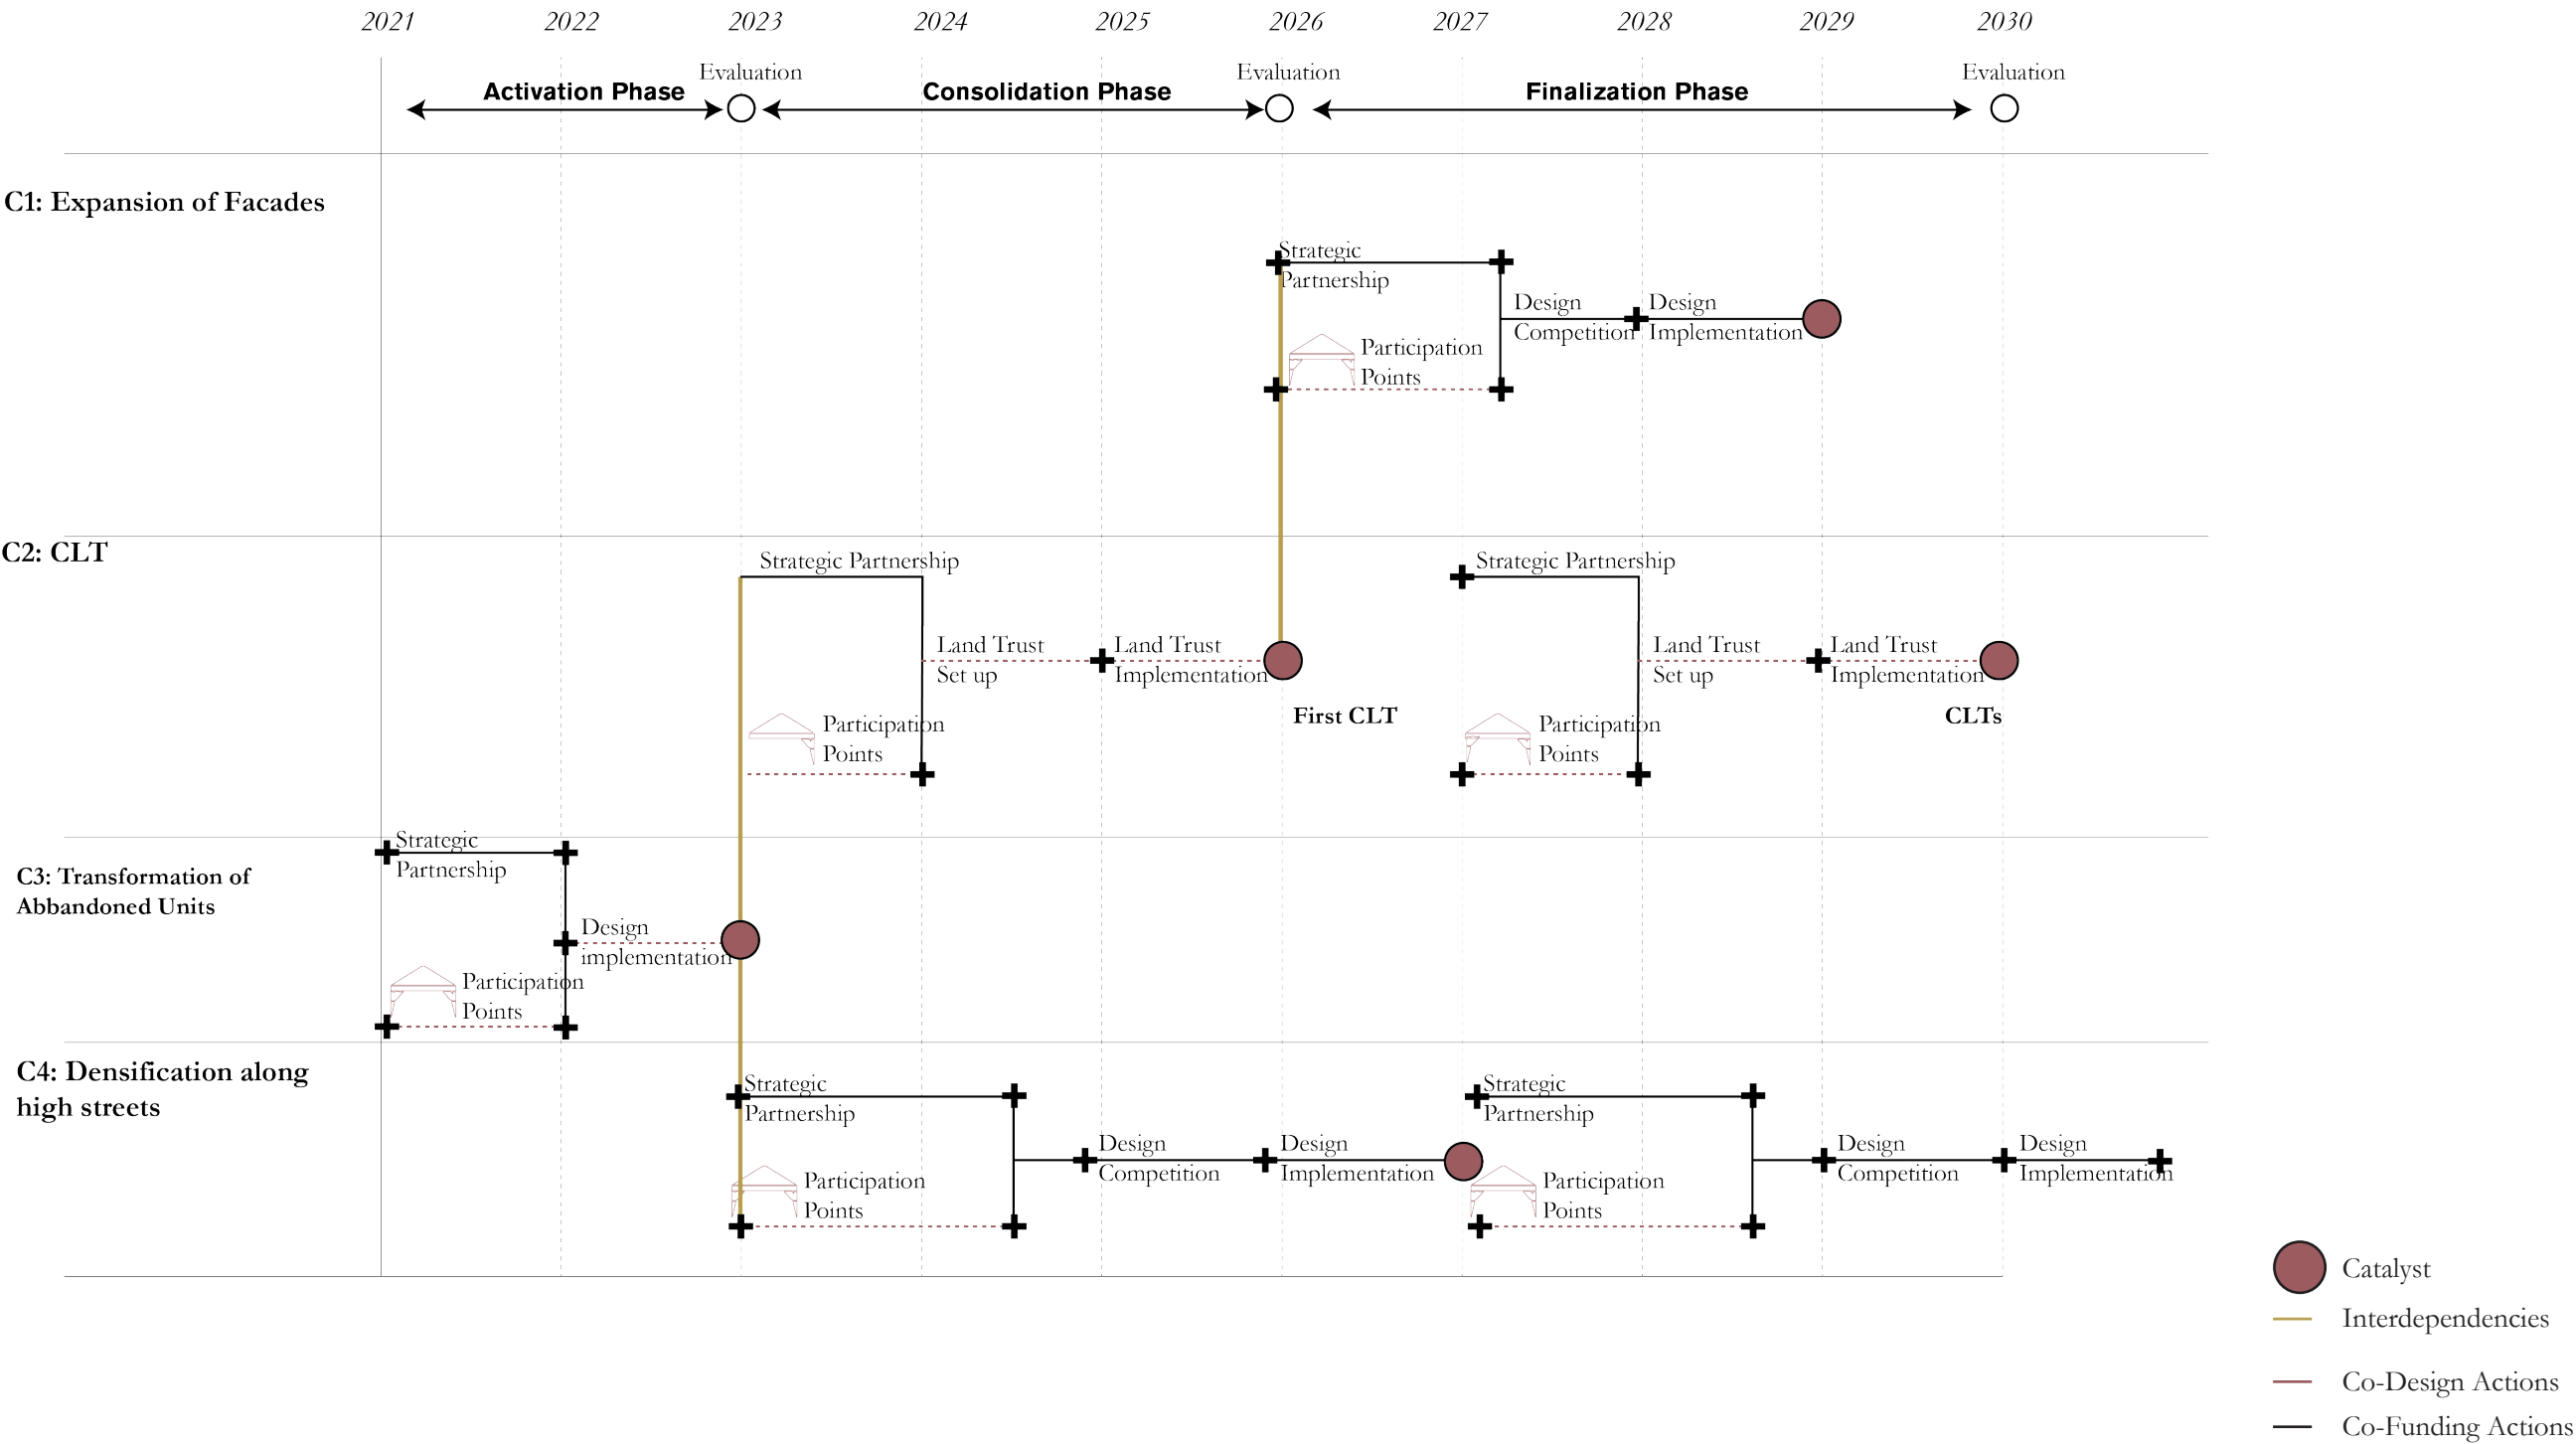 2021 2022 2023 2024 2025 2026 2027 2028 2029 2030
Evaluation Evaluation Evaluation
Activation Phase Consolidation Phase Finalization Phase
C1: Expansion of Facades
Strategic
Partnership
Design
Competition
Design
Implementation
Participation
Points
C2: CLT
Strategic Partnership
Land Trust
Set up
Land Trust
Implementation
First CLT
Participation
Points
Strategic Partnership
Land Trust
Set up
Land Trust
Implementation
CLTs
Participation
Points
C3: Transformation of
Abbandoned Units
Strategic
Partnership
Design
implementation
Participation
Points
C4: Densification along
high streets
Strategic
Partnership
Design
Competition
Design
Implementation
Participation
Points
Strategic
Partnership
Design
Competition
Design
Implementation
Participation
Points
Catalyst
Interdependencies
Co-Design Actions
Co-Funding Actions